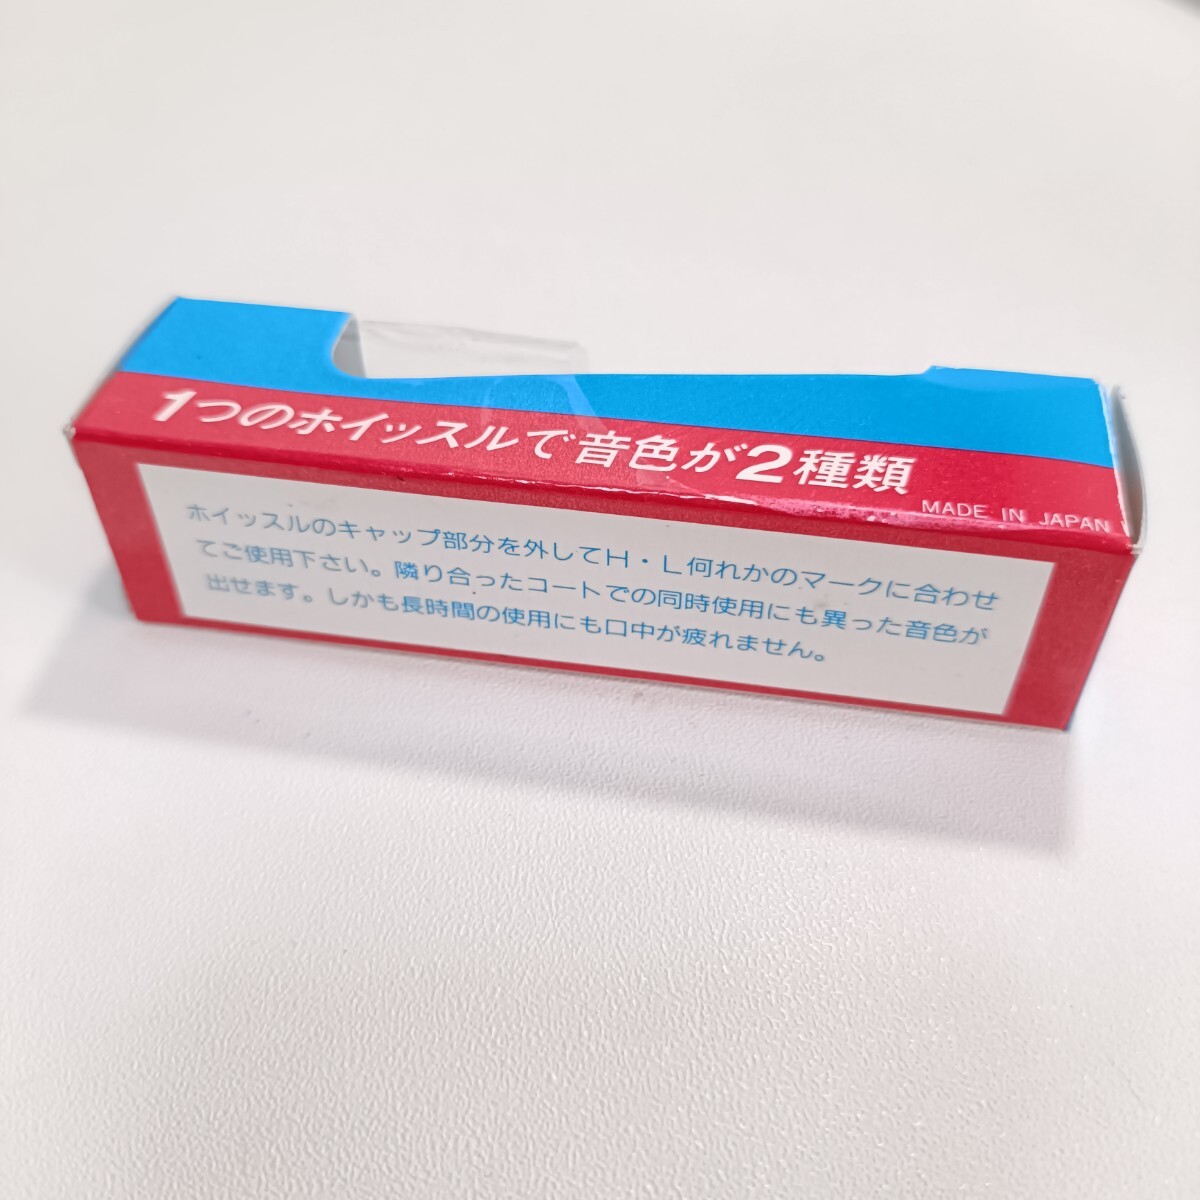 1つのホイッスルで音色が2種類
MADE IN JAPAN
ホイッスルのキャップ部分を外してH・L何れかのマークに合わせ
てご使用下さい。隣り合ったコートでの同時使用にも異った音色が
出せます。しかも長時間の使用にも口中が疲れません。